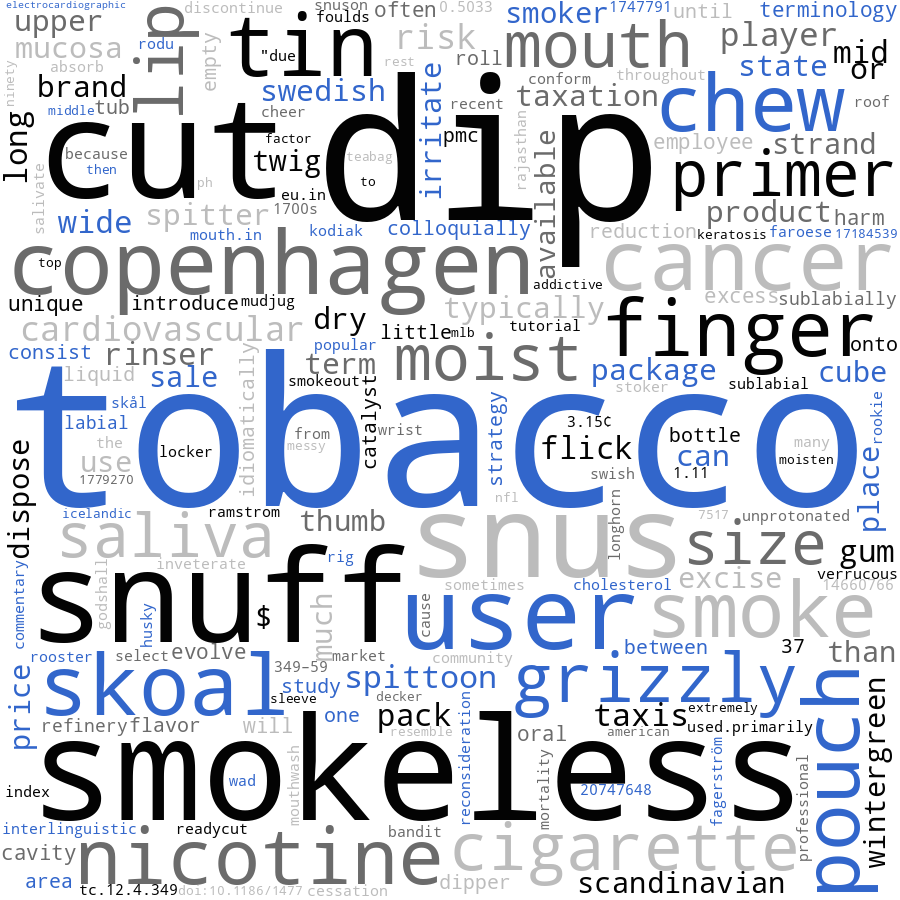 electrocardiographic
discontinue
snuson
often
0.5033
smoker
1747791
until
terminology
upper
foulds
mucosa
rodu
lip
empty
tin
"due
risk
rest
roll
mouth
player
mid
or
absorb
ninety
brand
swedish
irritate
conform
throughout
state
middle
tub
cheer
recent
taxation
chew
roof
long
cut
dip
factor
pmc
rajasthan
employee
strand
because
then
twig
teabag
to
available
primer
salivate
ph
eu.in
wide
spitter
1700s
product
harm
mouth.in
kodiak
colloquially
reduction
keratosis
faroese
17184539
top
copenhagen
cancer
addictive
unique
introduce
mudjug
typically
excess
sublabially
cardiovascular
dry
little
mlb
tutorial
finger
onto
consist
rinser
popular
term
moist
package
cube
liquid
sale
idiomatically
smokeout
catalyst
stoker
sublabial
skål
labial
tobacco
strategy
3.15¢
rookie
the
locker
from
wrist
flick
bottle
many
use
messy
can
moisten
1779270
swish
1.11
place
dispose
nfl
icelandic
ramstrom
thumb
snus
longhorn
7517
unprotonated
saliva
size
gum
rig
inveterate
verrucous
commentary
godshall
snuff
sometimes
cholesterol
excise
14660766
husky
$
much
cause
user
smoke
rooster
select
evolve
market
community
between
37
than
price
skoal
349-59
study
spittoon
grizzly
pouch
sleeve
decker
one
pack
taxis
extremely
wintergreen
refinery
flavor
will
resemble
reconsideration
oral
american
used.primarily
smokeless
mouthwash
mortality
fagerström
professional
wad
20747648
index
interlinguistic
readycut
bandit
cavity
nicotine
cigarette
area
tc.12.4.349
doi:10.1186/1477
cessation
dipper
scandinavian